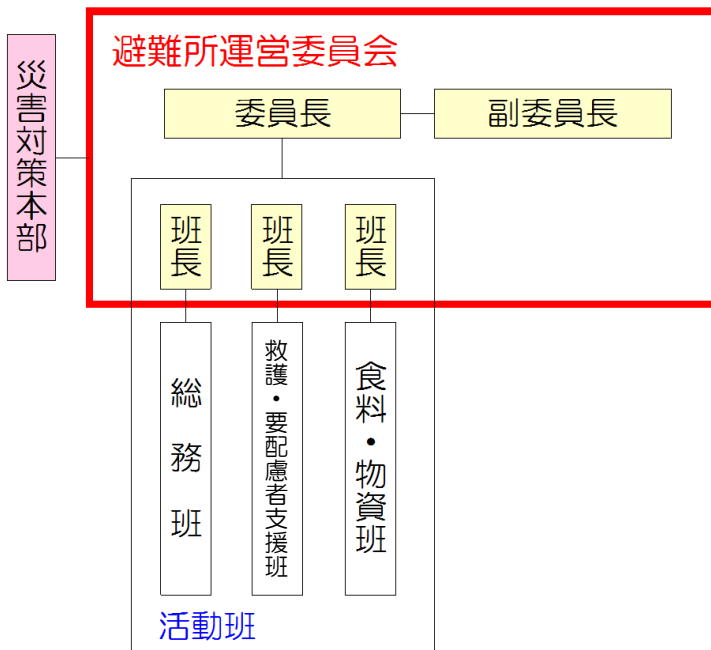 災害対策本部
避難所運営委員会
委員長
副委員長
班長
班長
班長
総務班
救護・要配慮者支援班
食料・物資班
活動班